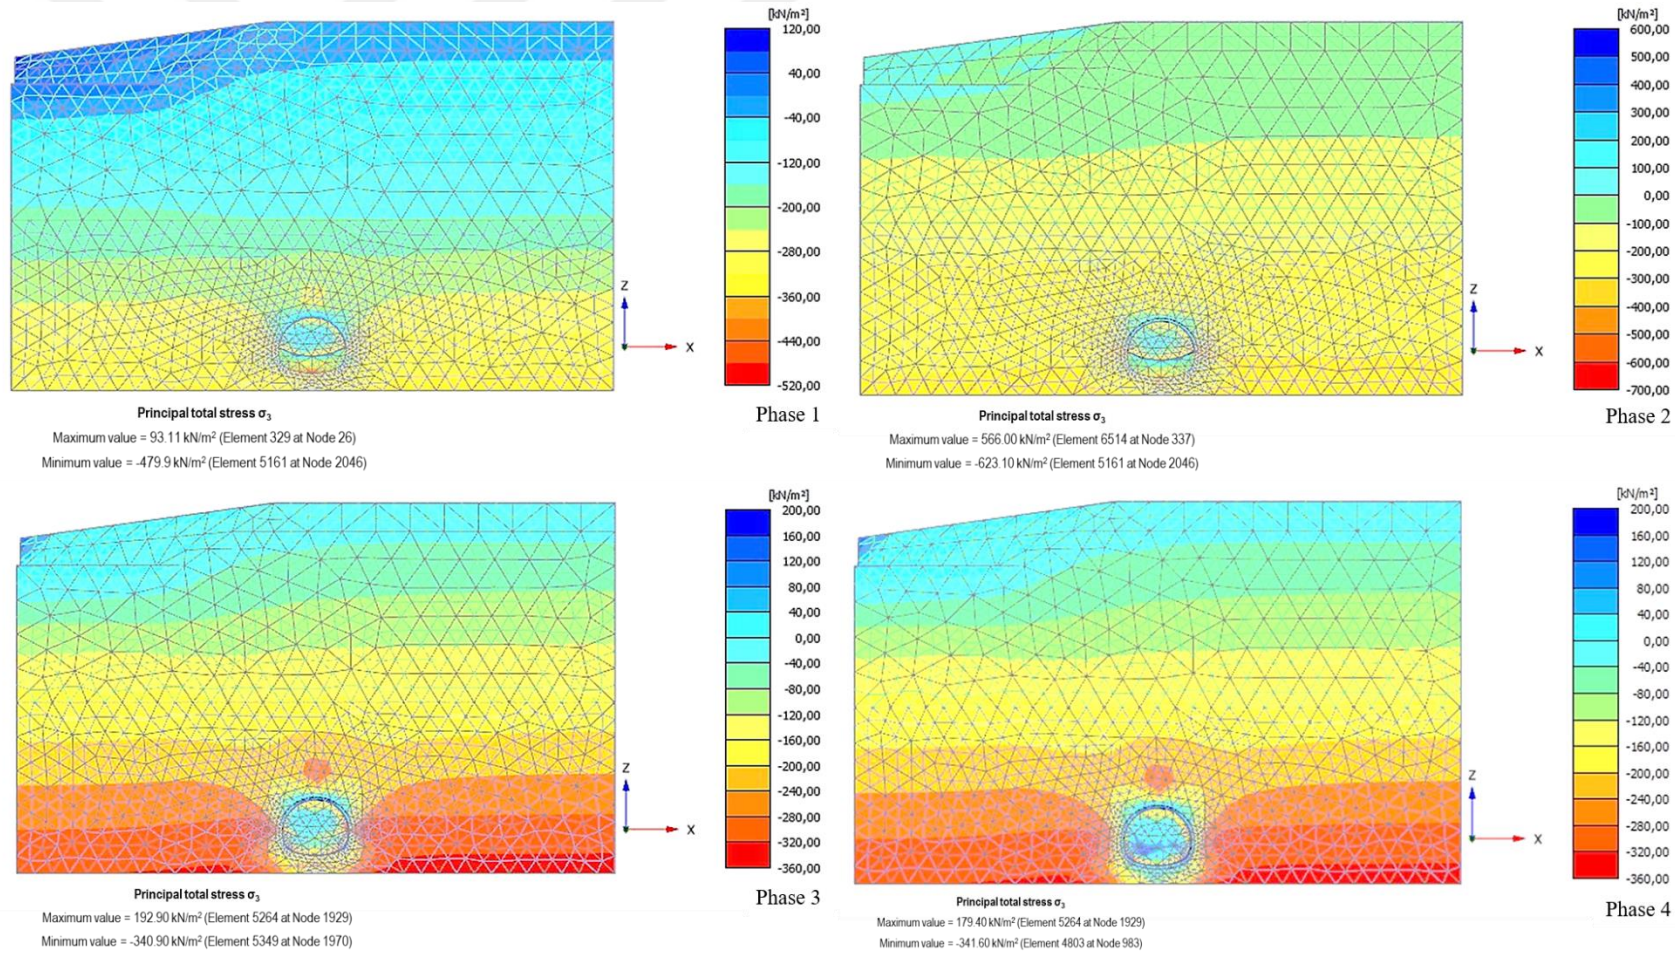 [kN/m²]
120,00
40,00
-40,00
-120,00
-200,00
-280,00
-360,00
-440,00
-520,00
Z
X
Principal total stress σ₃
Maximum value = 93.11 kN/m² (Element 329 at Node 26)
Minimum value = -479.9 kN/m² (Element 5161 at Node 2046)
Phase 1
[kN/m²]
600,00
500,00
400,00
300,00
200,00
100,00
0,00
-100,00
-200,00
-300,00
-400,00
-500,00
-600,00
-700,00
Z
X
Principal total stress σ₃
Maximum value = 566.00 kN/m² (Element 6514 at Node 337)
Minimum value = -623.10 kN/m² (Element 5161 at Node 2046)
Phase 2
[kN/m²]
200,00
160,00
120,00
80,00
40,00
0,00
-40,00
-80,00
-120,00
-160,00
-200,00
-240,00
-280,00
-320,00
-360,00
Z
X
Principal total stress σ₃
Maximum value = 192.90 kN/m² (Element 5264 at Node 1929)
Minimum value = -340.90 kN/m² (Element 5349 at Node 1970)
Phase 3
[kN/m²]
200,00
160,00
120,00
80,00
40,00
0,00
-40,00
-80,00
-120,00
-160,00
-200,00
-240,00
-280,00
-320,00
-360,00
Z
X
Principal total stress σ₃
Maximum value = 179.40 kN/m² (Element 5264 at Node 1929)
Minimum value = -341.60 kN/m² (Element 4803 at Node 983)
Phase 4